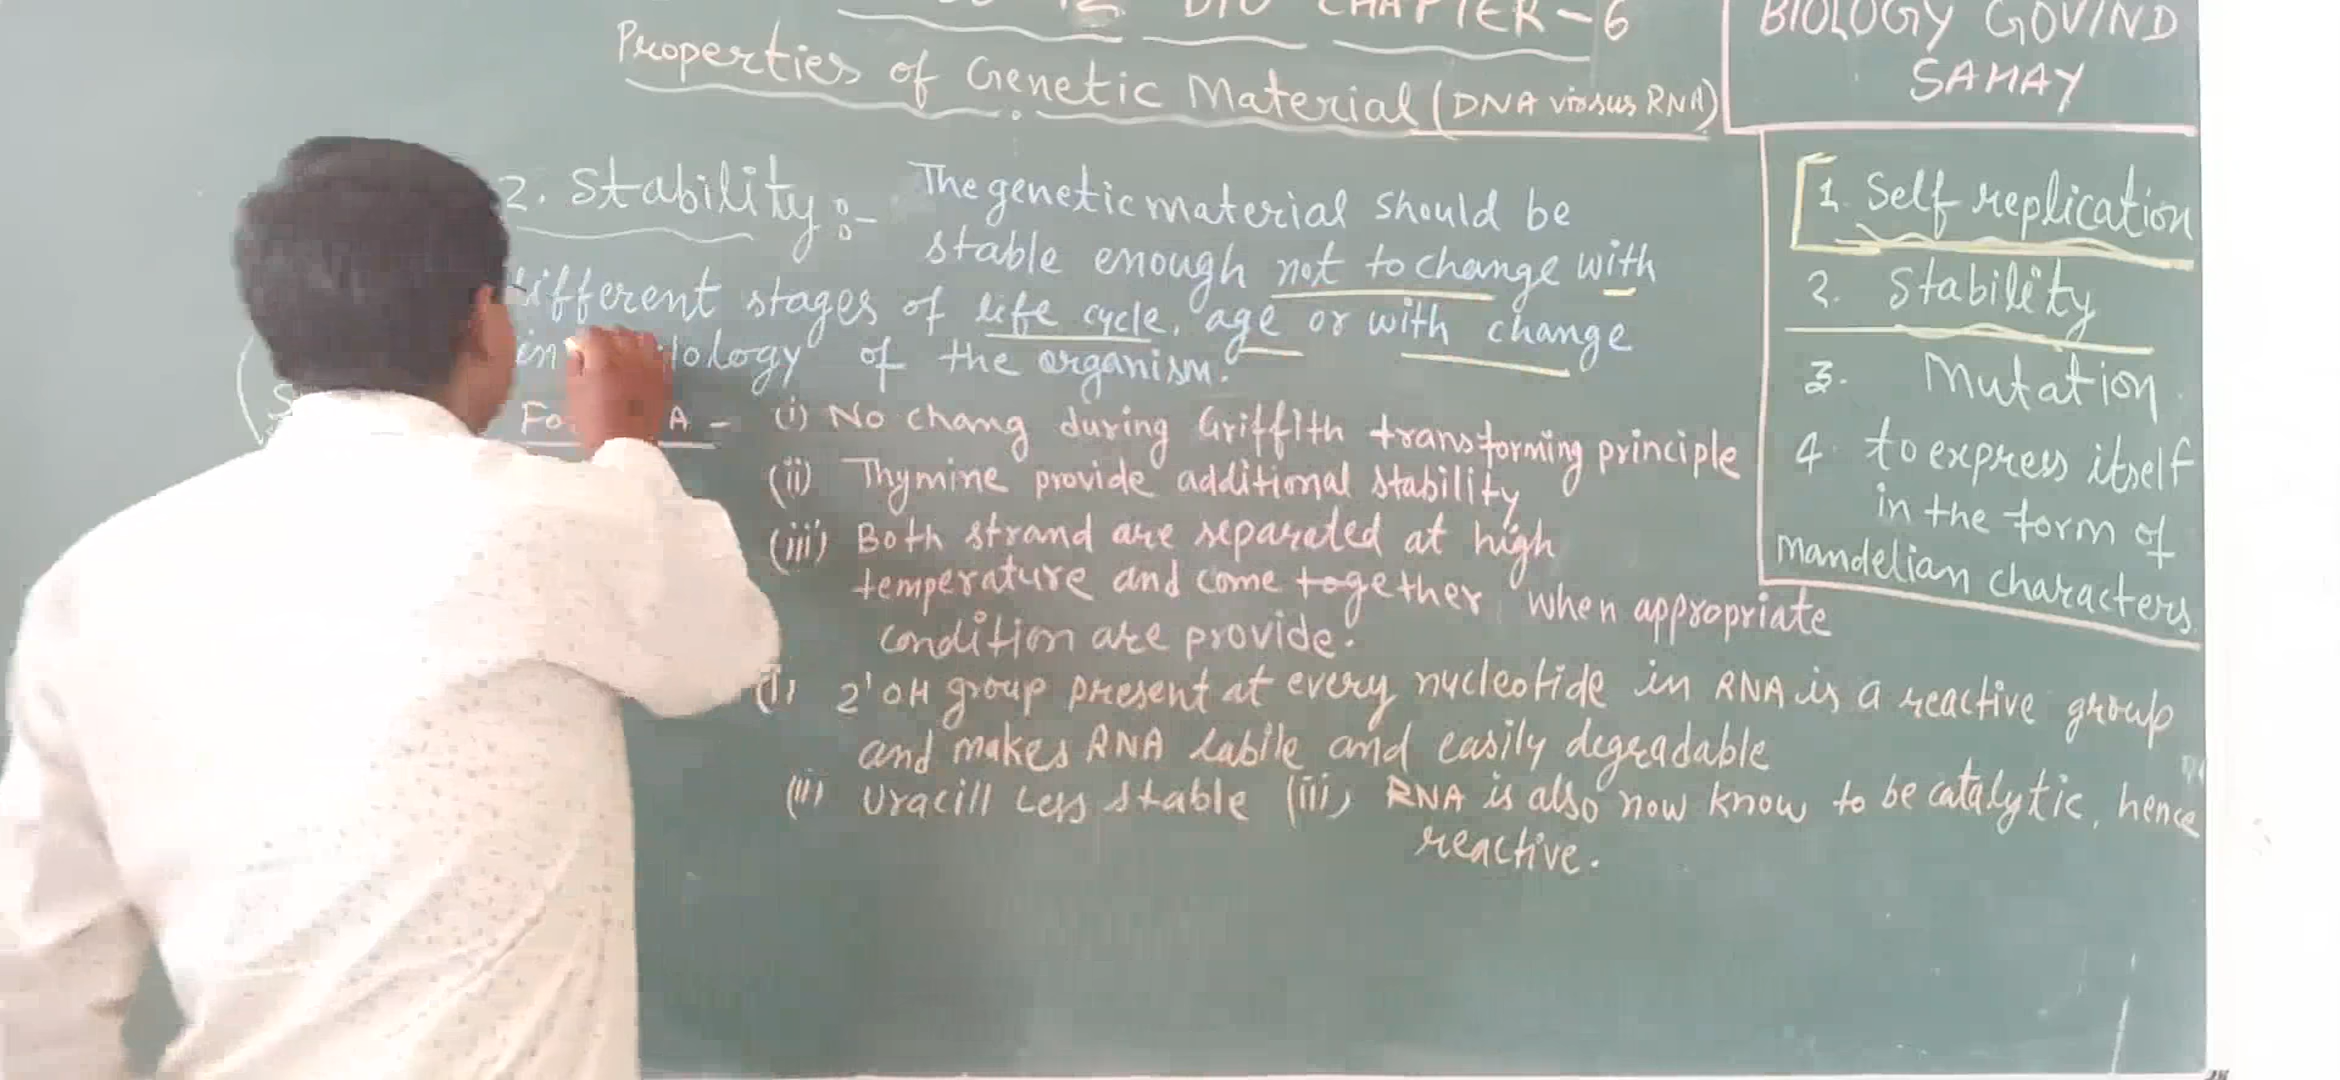 12 BIO CHAPTER-6
Properties of Genetic Material (DNA virsus RNA)
BIOLOGY GOVIND
SAHAY
2. Stability:- The genetic material should be
stable enough not to change with
different stages of life cycle, age or with change
in of the organism.
(i) No chang during Griffith transforming principle
(ii) Thymine provide additional stability
(iii) Both strand are separated at high
temperature and come together when appropriate
condition are provide.
(i) 2'OH group present at every nucleotide in RNA is a reactive group
and makes RNA labile and easily degradable
(ii) Uracill Less stable (iii) RNA is also now know to be catalytic, hence
reactive.
1. Self replication
2. Stability
3. Mutation
4. to express itself
in the form of
mandelian characters.